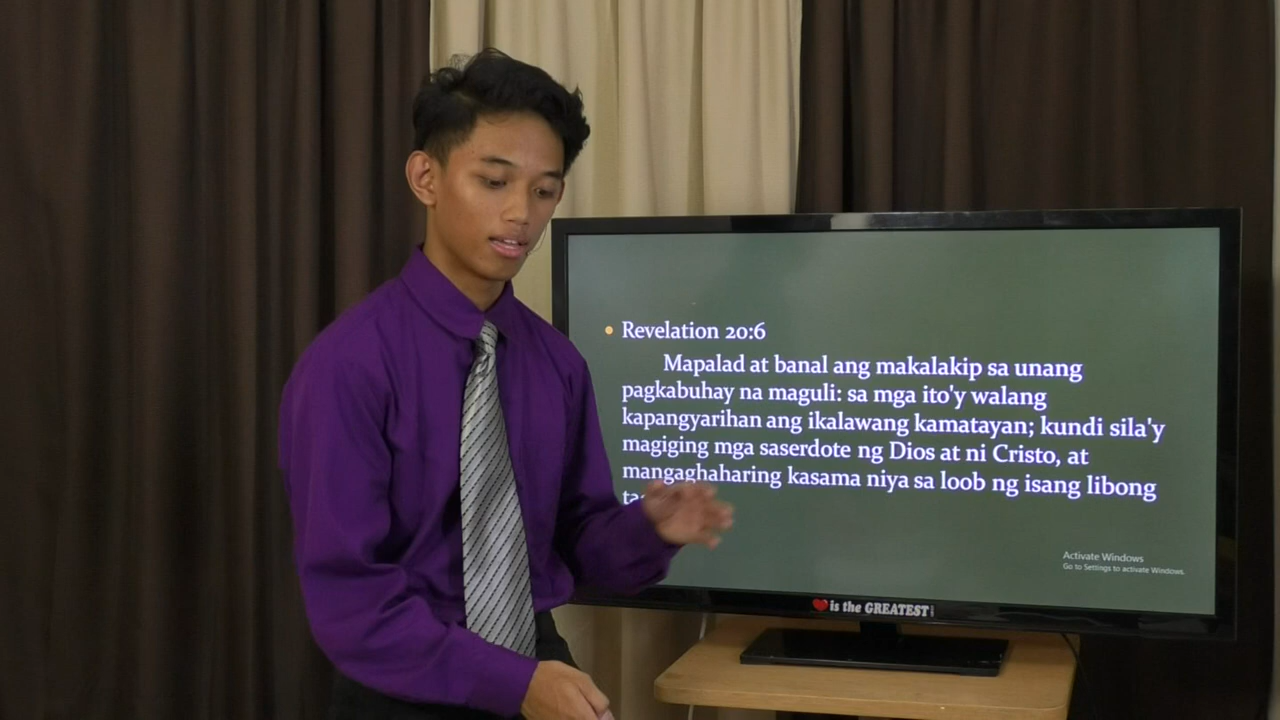 Revelation 20:6
Mapalad at banal ang makalakip sa unang
pagkabuhay na maguli: sa mga ito'y walang
kapangyarihan ang ikalawang kamatayan; kundi sila'y
magiging mga saserdote ng Dios at ni Cristo, at
mangaghaharing kasama niya sa loob ng isang libong
Activate Windows
Go to Settings to activate Windows.
is the GREATEST